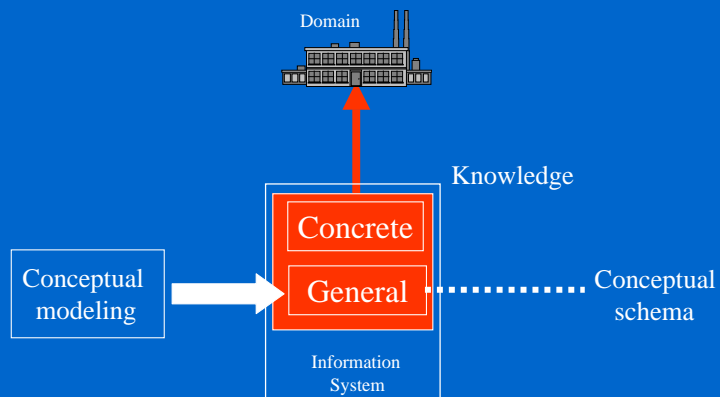 Domain
Knowledge
Concrete
Conceptual
modeling
General
Conceptual
schema
Information
System